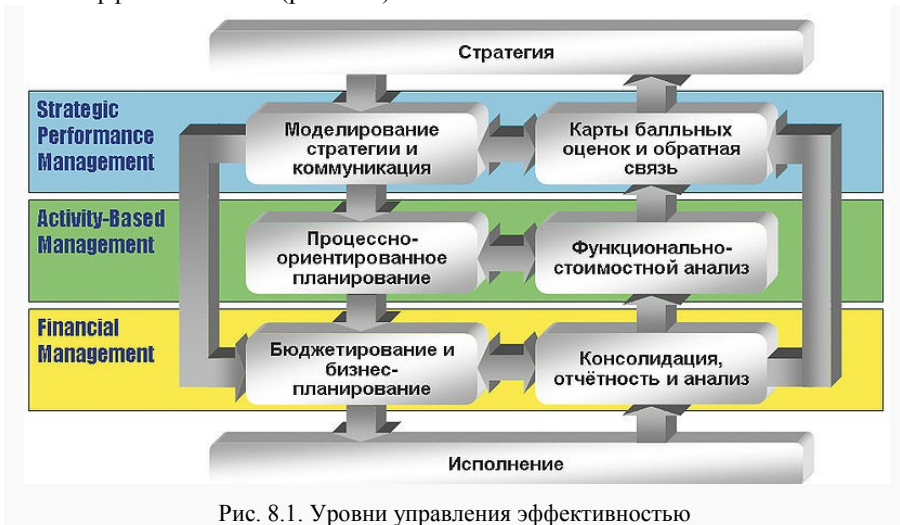 Стратегия
Strategic
Performance
Management
Моделирование
стратегии и
коммуникация
Карты балльных
оценок и обратная
связь
Activity-Based
Management
Процессно-
ориентированное
планирование
Функционально-
стоимостной анализ
Financial
Management
Бюджетирование и
бизнес-
планирование
Консолидация,
отчётность и анализ
Исполнение
Рис. 8.1. Уровни управления эффективностью